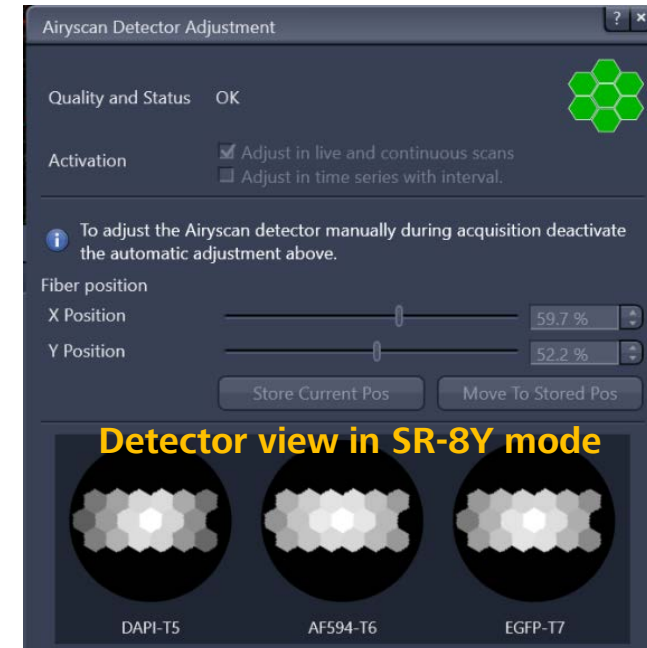 Airyscan Detector Adjustment ? ×
Quality and Status OK
Activation
Adjust in live and continuous scans
Adjust in time series with interval.
i To adjust the Airyscan detector manually during acquisition deactivate
the automatic adjustment above.
Fiber position
X Position 59.7 %
Y Position 52.2 %
Store Current Pos Move To Stored Pos
Detector view in SR-8Y mode
DAPI-T5 AF594-T6 EGFP-T7